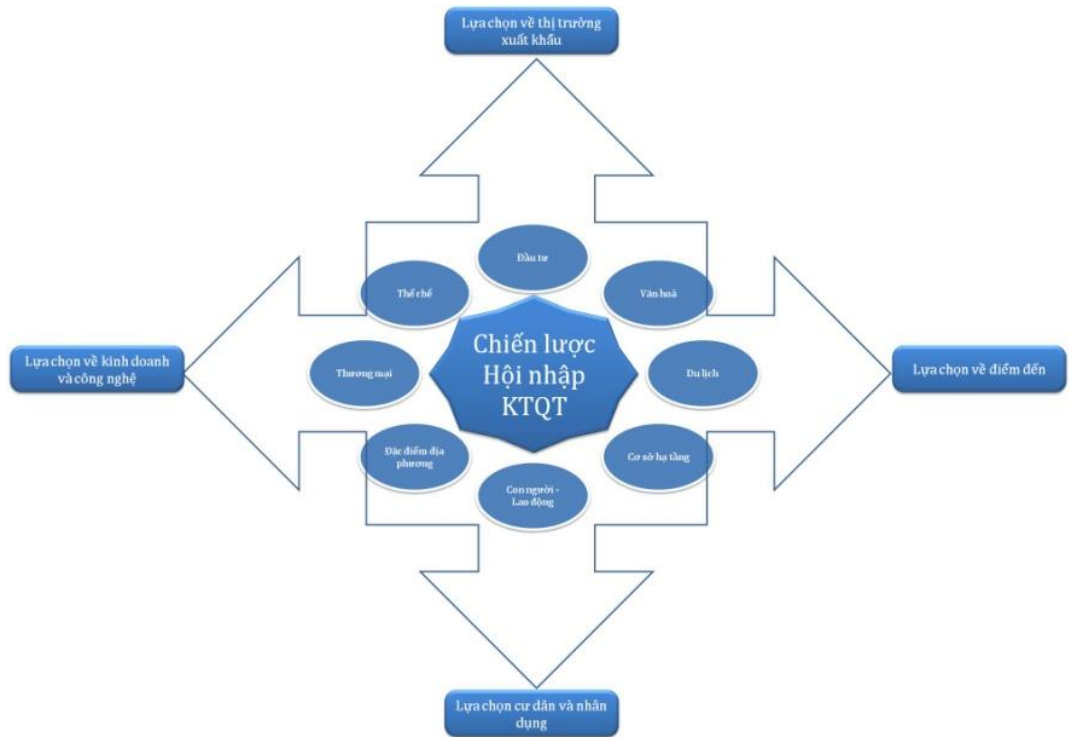 Lựa chọn về thị trường
xuất khẩu
Đầu tư
Thể chế
Văn hoá
Chiến lược
Hội nhập
KTQT
Lựa chọn về kinh doanh
và công nghệ
Thương mại
Du lịch
Lựa chọn về điểm đến
Đặc điểm địa
phương
Cơ sở hạ tầng
Con người -
Lao động
Lựa chọn cư dân và nhân
dụng